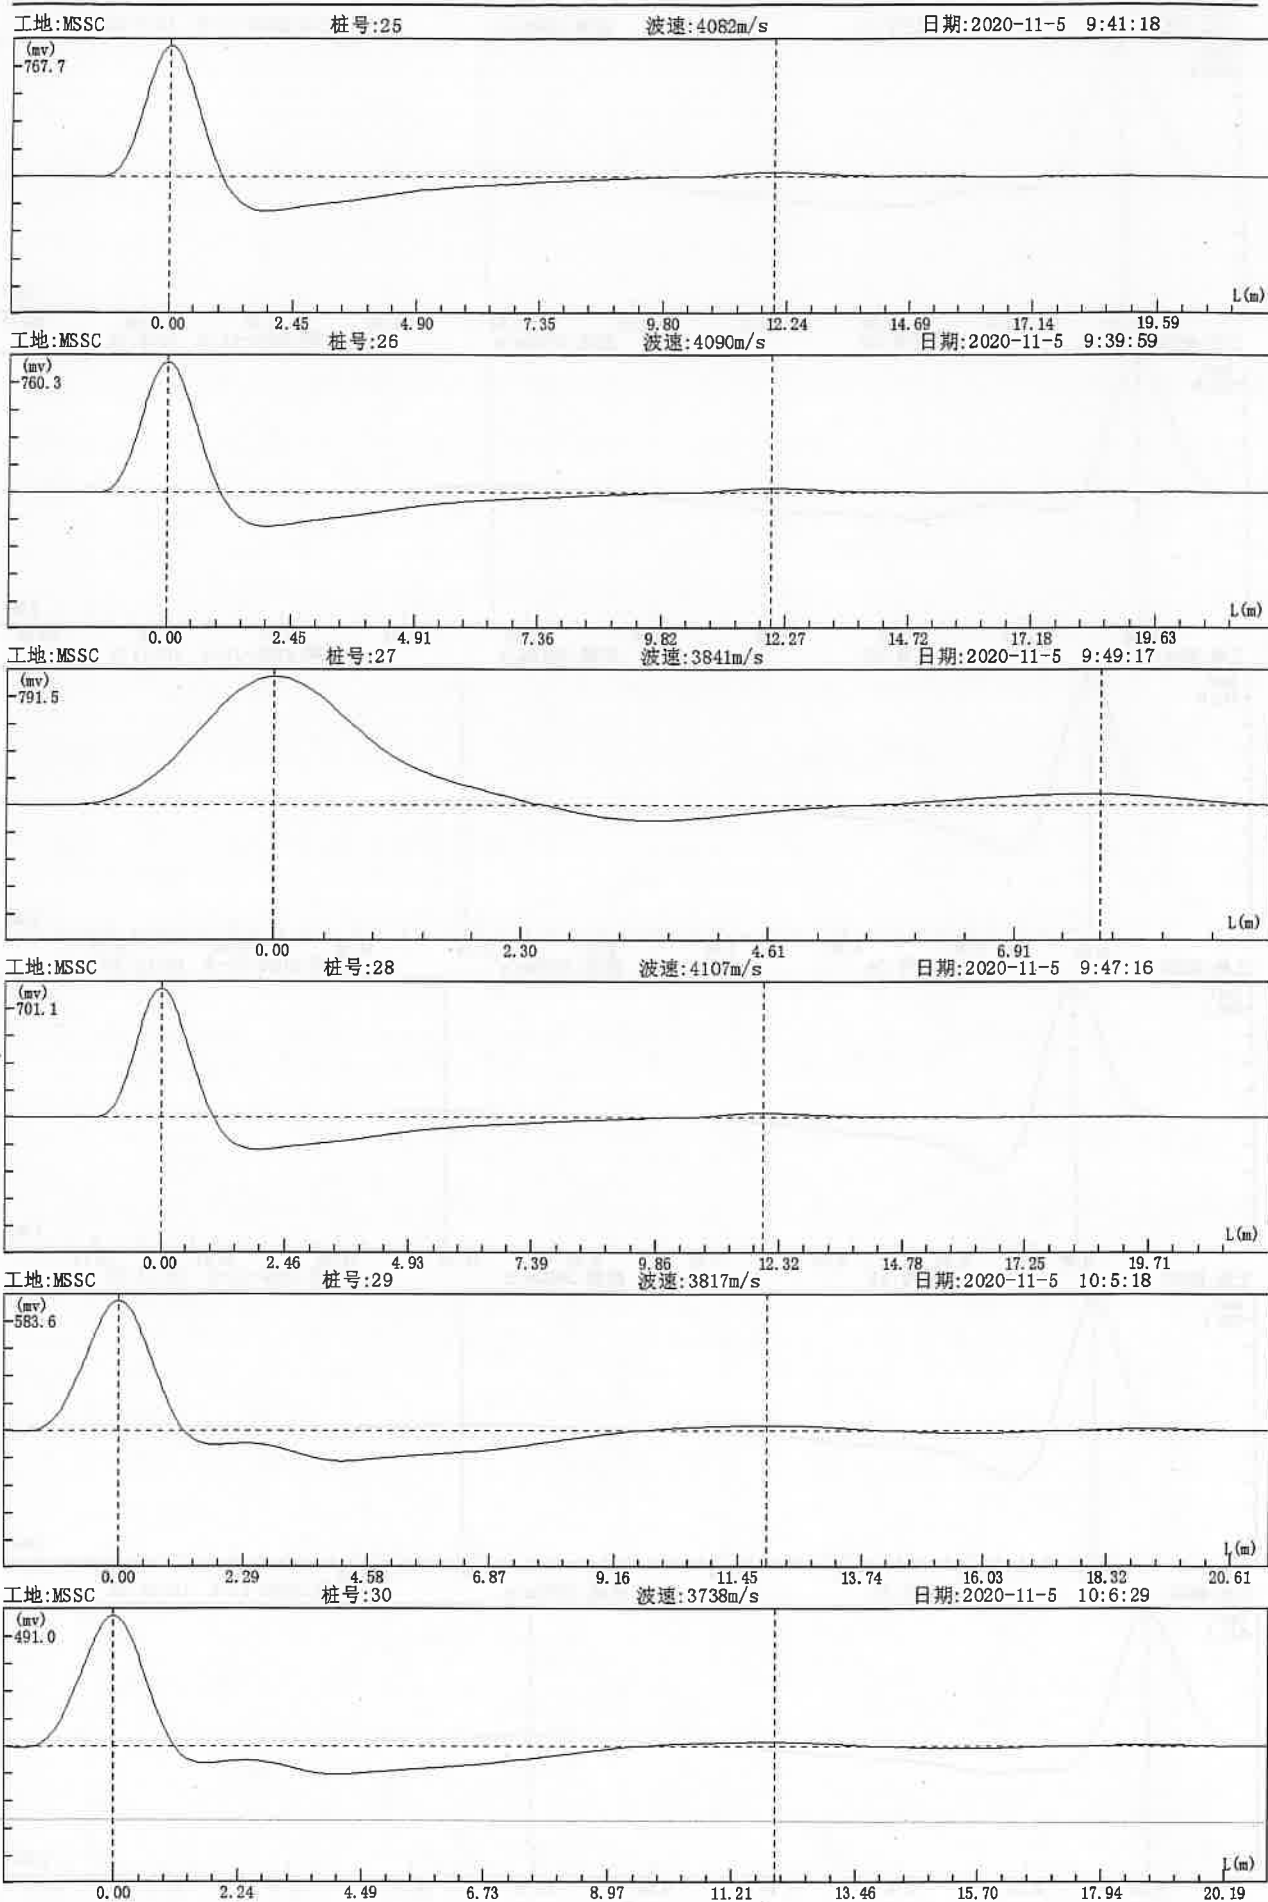 工地:MSSC 桩号:25 波速:4082m/s 日期:2020-11-5 9:41:18
(mv)
767.7
L(m)
0.00 2.45 4.90 7.35 9.80 12.24 14.69 17.14 19.59
工地:MSSC 桩号:26 波速:4090m/s 日期:2020-11-5 9:39:59
(mv)
760.3
L(m)
0.00 2.45 4.91 7.36 9.82 12.27 14.72 17.18 19.63
工地:MSSC 桩号:27 波速:3841m/s 日期:2020-11-5 9:49:17
(mv)
791.5
L(m)
0.00 2.30 4.61 6.91
工地:MSSC 桩号:28 波速:4107m/s 日期:2020-11-5 9:47:16
(mv)
701.1
L(m)
0.00 2.46 4.93 7.39 9.86 12.32 14.78 17.25 19.71
工地:MSSC 桩号:29 波速:3817m/s 日期:2020-11-5 10:5:18
(mv)
583.6
L(m)
0.00 2.29 4.58 6.87 9.16 11.45 13.74 16.03 18.32 20.61
工地:MSSC 桩号:30 波速:3738m/s 日期:2020-11-5 10:6:29
(mv)
491.0
L(m)
0.00 2.24 4.49 6.73 8.97 11.21 13.46 15.70 17.94 20.19